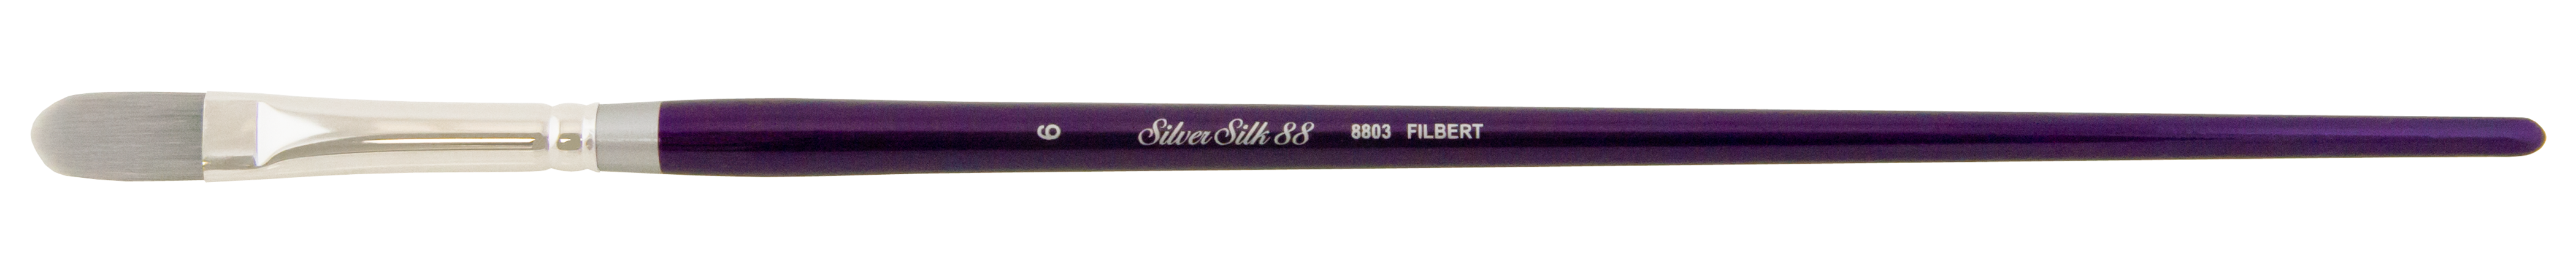 6 Silver Silk 88 8803 FILBERT